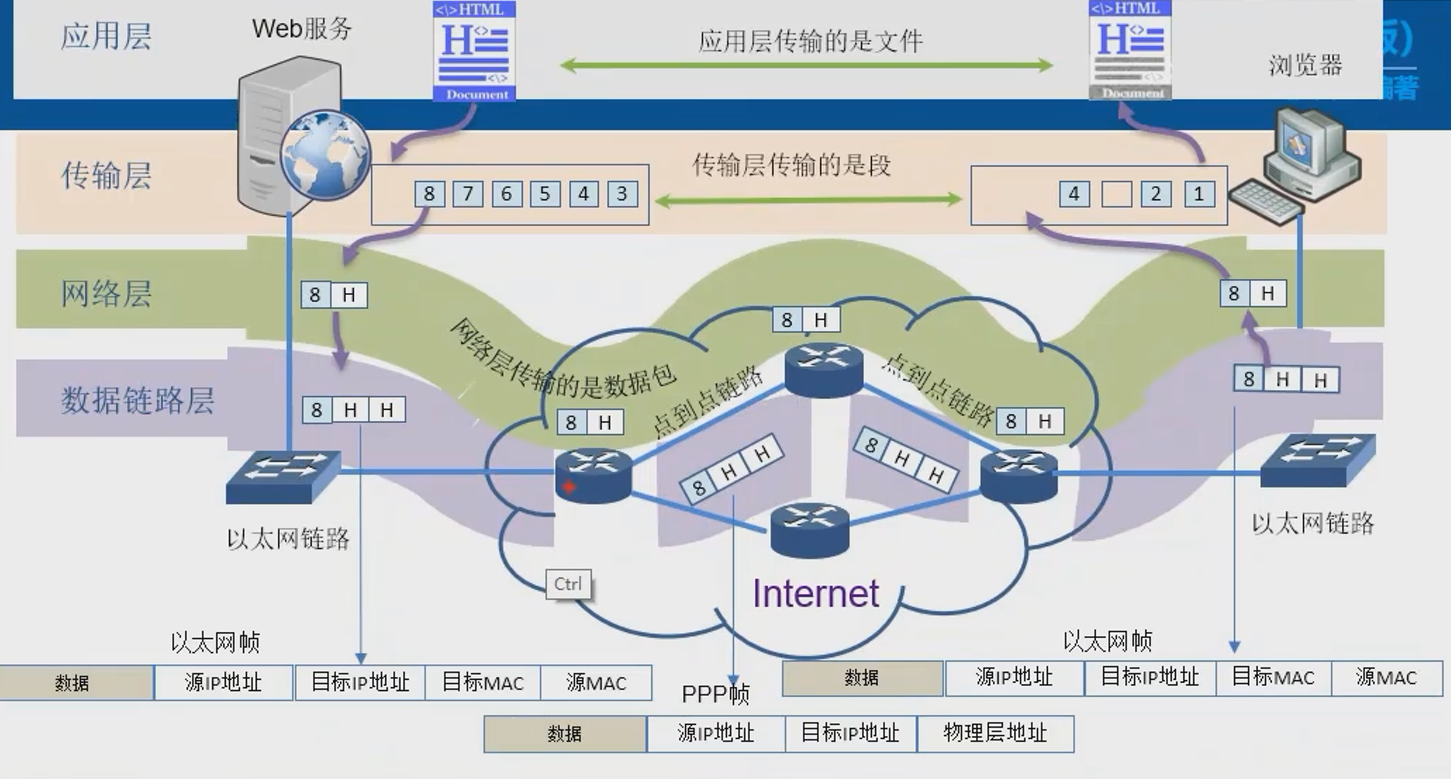 应用层
Web服务
<\>HTML
H
<>
<\>
Document
应用层传输的是文件
<\>HTML
H
<>
<\>
Document
浏览器
版)
编著
传输层
8 7 6 5 4 3
传输层传输的是段
4 2 1
网络层
8 H
8 H
8 H
网络层传输的是数据包
点到点链路
点到点链路
数据链路层
8 H H
8 H
8 H
8 H H
8 H H
8 H H
以太网链路
以太网链路
Ctrl
Internet
以太网帧
以太网帧
数据 源IP地址 目标IP地址 目标MAC 源MAC
数据 源IP地址 目标IP地址 目标MAC 源MAC
PPP帧
数据 源IP地址 目标IP地址 物理层地址